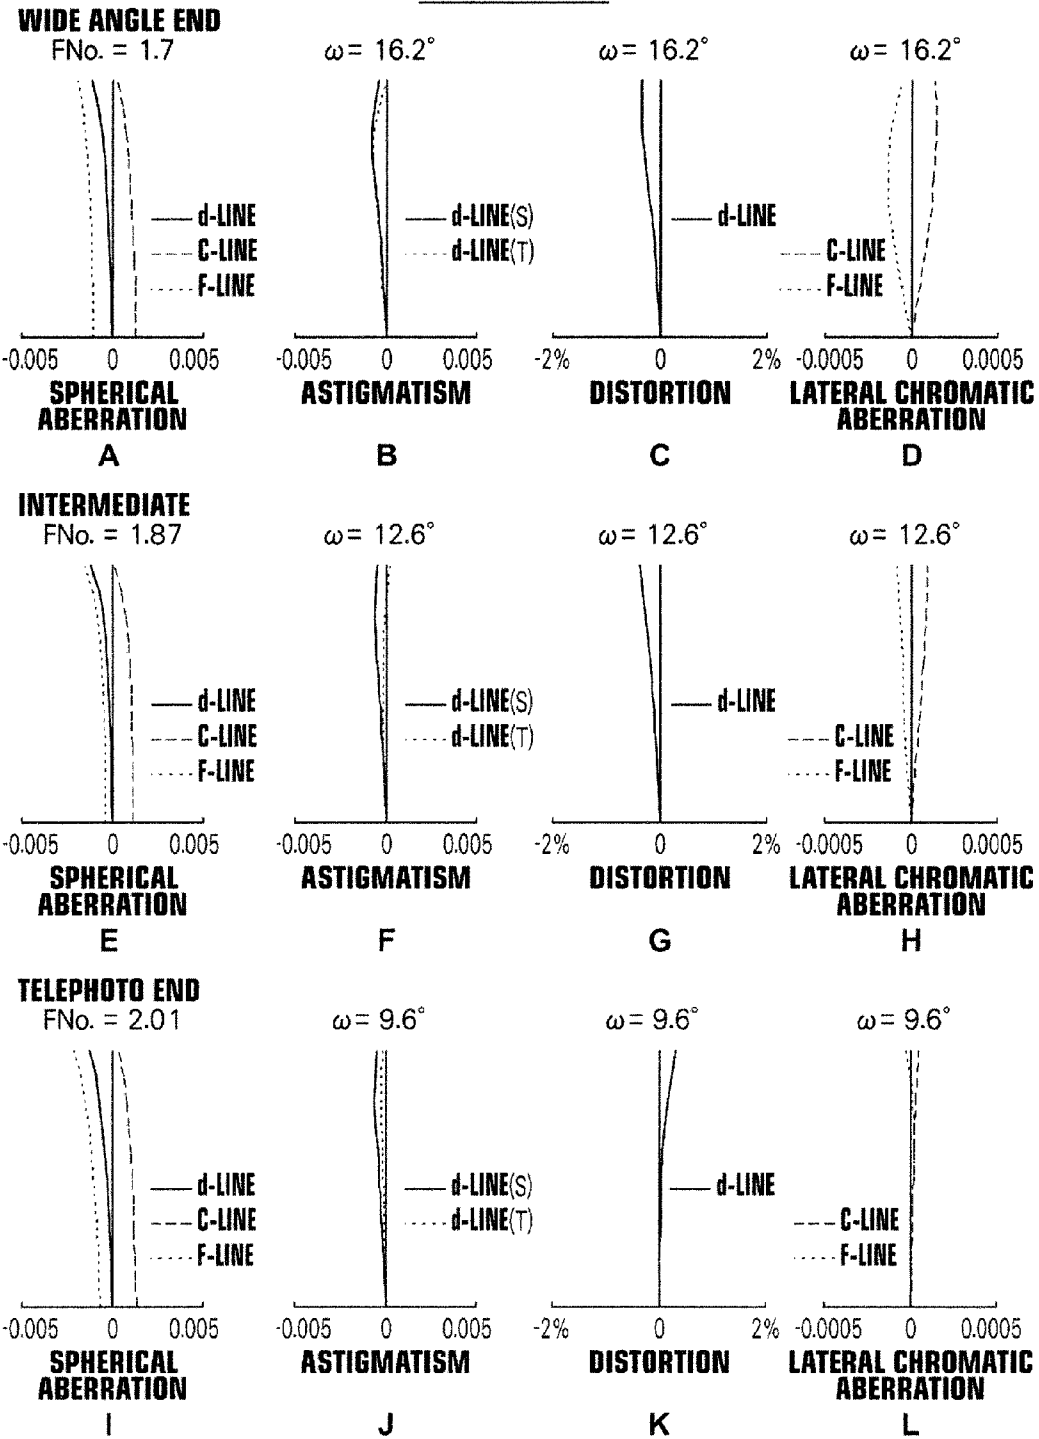 WIDE ANGLE END
FNo. = 1.7 ω= 16.2° ω= 16.2° ω= 16.2°
d-LINE d-LINE(S) d-LINE
C-LINE d-LINE(T) C-LINE
F-LINE F-LINE
-0.005 0 0.005 -0.005 0 0.005 -2% 0 2% -0.0005 0 0.0005
SPHERICAL ASTIGMATISM DISTORTION LATERAL CHROMATIC
ABERRATION ABERRATION
A B C D
INTERMEDIATE
FNo. = 1.87 ω= 12.6° ω= 12.6° ω= 12.6°
d-LINE d-LINE(S) d-LINE
C-LINE d-LINE(T) C-LINE
F-LINE F-LINE
-0.005 0 0.005 -0.005 0 0.005 -2% 0 2% -0.0005 0 0.0005
SPHERICAL ASTIGMATISM DISTORTION LATERAL CHROMATIC
ABERRATION ABERRATION
E F G H
TELEPHOTO END
FNo. = 2.01 ω= 9.6° ω= 9.6° ω= 9.6°
d-LINE d-LINE(S) d-LINE
C-LINE d-LINE(T) C-LINE
F-LINE F-LINE
-0.005 0 0.005 -0.005 0 0.005 -2% 0 2% -0.0005 0 0.0005
SPHERICAL ASTIGMATISM DISTORTION LATERAL CHROMATIC
ABERRATION ABERRATION
I J K L